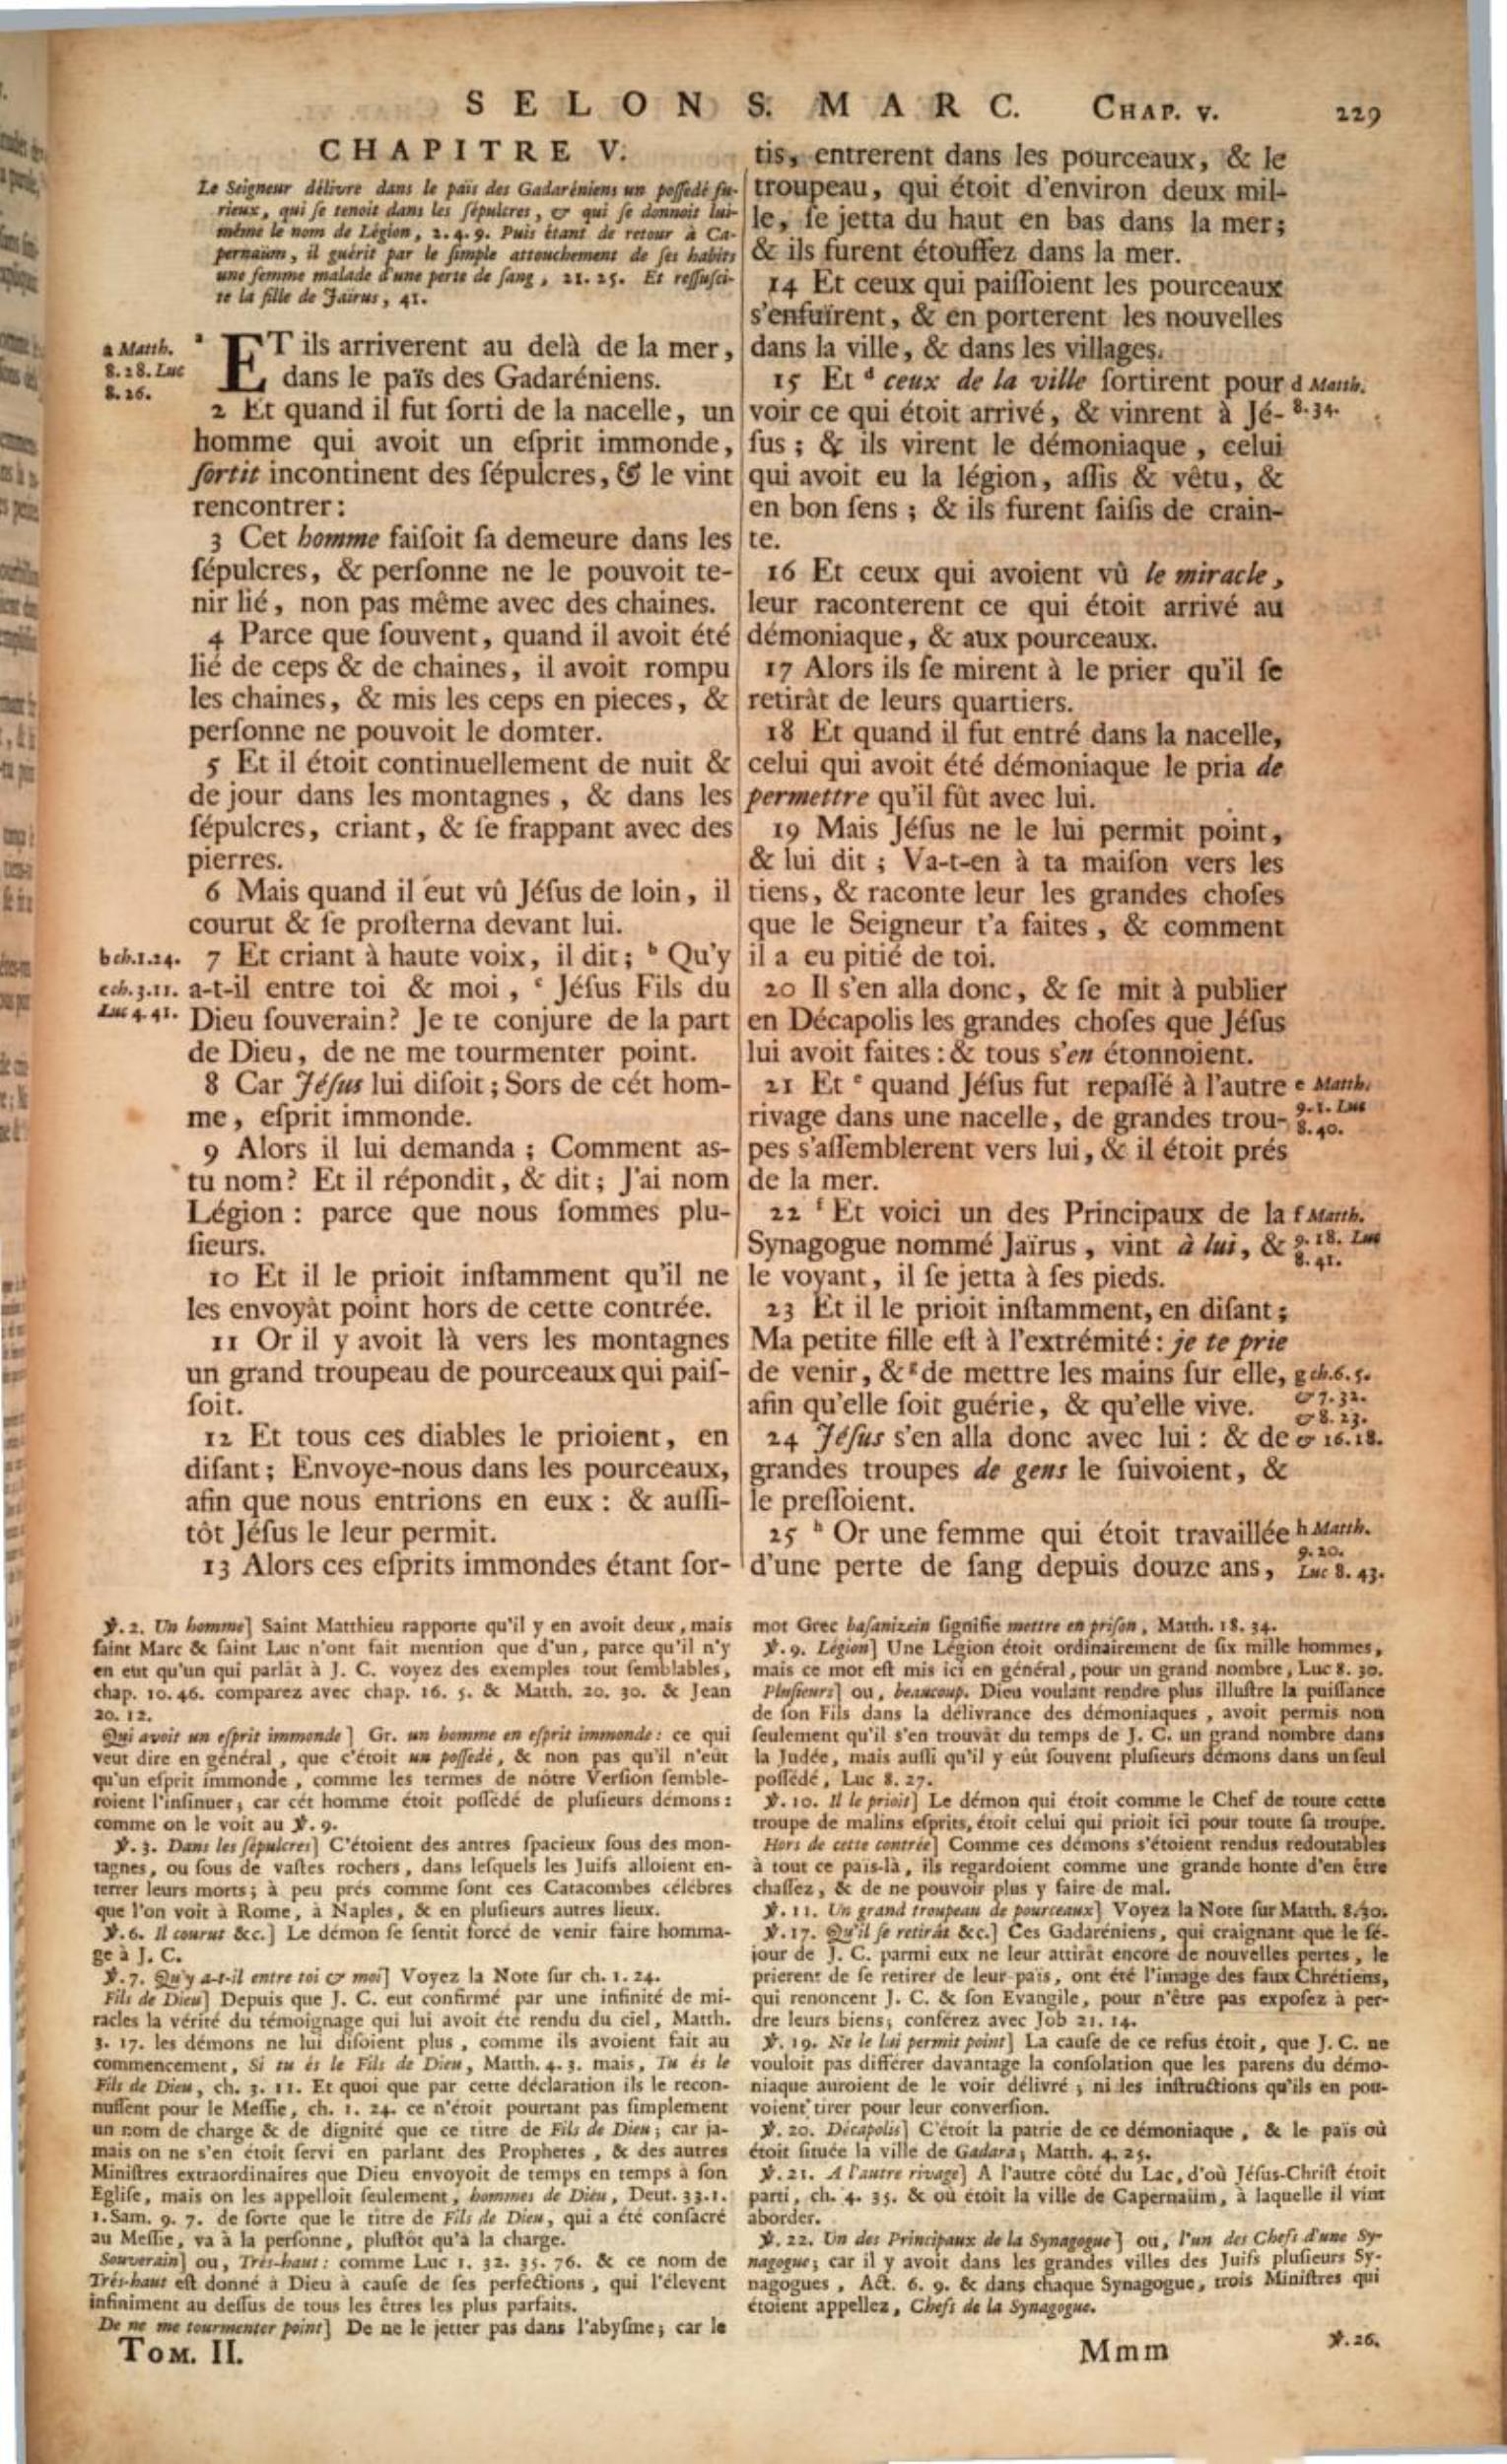 SELON S. MARC. CHAP. V. 229
CHAPITRE V.
Le Seigneur délivre dans le païs des Gadaréniens un possedé fu-
rieux, qui se tenoit dans les sépulcres, & qui se donnoit lui-
même le nom de Légion, 2. 4. 9. Puis étant de retour à Ca-
pernaüm, il guérit par le simple attouchement de ses habits
une femme malade d'une perte de sang, 21. 25. Et ressusci-
te la fille de Jaïrus, 41.
a Matth.
8. 28. Luc
8. 26.
ᵃ ET ils arriverent au delà de la mer,
dans le païs des Gadaréniens.
2 Et quand il fut sorti de la nacelle, un
homme qui avoit un esprit immonde,
sortit incontinent des sépulcres, & le vint
rencontrer:
3 Cet homme faisoit sa demeure dans les
sépulcres, & personne ne le pouvoit te-
nir lié, non pas même avec des chaines.
4 Parce que souvent, quand il avoit été
lié de ceps & de chaines, il avoit rompu
les chaines, & mis les ceps en pieces, &
personne ne pouvoit le domter.
5 Et il étoit continuellement de nuit &
de jour dans les montagnes, & dans les
sépulcres, criant, & se frappant avec des
pierres.
6 Mais quand il eut vû Jésus de loin, il
courut & se prosterna devant lui.
b ch. 1. 24.
c ch. 3. 11.
Luc 4. 41.
7 Et criant à haute voix, il dit; ᵇ Qu'y
a-t-il entre toi & moi, ᶜ Jésus Fils du
Dieu souverain? Je te conjure de la part
de Dieu, de ne me tourmenter point.
8 Car Jésus lui disoit; Sors de cét hom-
me, esprit immonde.
9 Alors il lui demanda; Comment as-
tu nom? Et il répondit, & dit; J'ai nom
Légion: parce que nous sommes plu-
sieurs.
10 Et il le prioit instamment qu'il ne
les envoyât point hors de cette contrée.
11 Or il y avoit là vers les montagnes
un grand troupeau de pourceaux qui pais-
soit.
12 Et tous ces diables le prioient, en
disant; Envoye-nous dans les pourceaux,
afin que nous entrions en eux: & aussi-
tôt Jésus le leur permit.
13 Alors ces esprits immondes étant sor-
tis, entrerent dans les pourceaux, & le
troupeau, qui étoit d'environ deux mil-
le, se jetta du haut en bas dans la mer;
& ils furent étouffez dans la mer.
14 Et ceux qui paissoient les pourceaux
s'enfuïrent, & en porterent les nouvelles
dans la ville, & dans les villages.
15 Et ᵈ ceux de la ville sortirent pour
voir ce qui étoit arrivé, & vinrent à Jé-
sus; & ils virent le démoniaque, celui
qui avoit eu la légion, assis & vêtu, &
en bon sens; & ils furent saisis de crain-
te.
d Matth.
8. 34.
16 Et ceux qui avoient vû le miracle,
leur raconterent ce qui étoit arrivé au
démoniaque, & aux pourceaux.
17 Alors ils se mirent à le prier qu'il se
retirât de leurs quartiers.
18 Et quand il fut entré dans la nacelle,
celui qui avoit été démoniaque le pria de
permettre qu'il fût avec lui.
19 Mais Jésus ne le lui permit point,
& lui dit; Va-t-en à ta maison vers les
tiens, & raconte leur les grandes choses
que le Seigneur t'a faites, & comment
il a eu pitié de toi.
20 Il s'en alla donc, & se mit à publier
en Décapolis les grandes choses que Jésus
lui avoit faites: & tous s'en étonnoient.
21 Et ᵉ quand Jésus fut repassé à l'autre
rivage dans une nacelle, de grandes trou-
pes s'assemblerent vers lui, & il étoit prés
de la mer.
e Matth.
9. 1. Luc
8. 40.
22 ᶠ Et voici un des Principaux de la
Synagogue nommé Jaïrus, vint à lui, &
le voyant, il se jetta à ses pieds.
f Matth.
9. 18. Luc
8. 41.
23 Et il le prioit instamment, en disant;
Ma petite fille est à l'extrémité: je te prie
de venir, & ᵍ de mettre les mains sur elle,
afin qu'elle soit guérie, & qu'elle vive.
g ch. 6. 5.
& 7. 32.
& 8. 23.
& 16. 18.
24 Jésus s'en alla donc avec lui: & de
grandes troupes de gens le suivoient, &
le pressoient.
25 ʰ Or une femme qui étoit travaillée
d'une perte de sang depuis douze ans,
h Matth.
9. 20.
Luc 8. 43.
℣. 2. Un homme] Saint Matthieu rapporte qu'il y en avoit deux, mais
saint Marc & saint Luc n'ont fait mention que d'un, parce qu'il n'y
en eut qu'un qui parlât à J. C. voyez des exemples tout semblables,
chap. 10. 46. comparez avec chap. 16. 5. & Matth. 20. 30. & Jean
20. 12.
Qui avoit un esprit immonde] Gr. un homme en esprit immonde: ce qui
veut dire en général, que c'étoit un possedé, & non pas qu'il n'eût
qu'un esprit immonde, comme les termes de nôtre Version semble-
roient l'insinuer; car cét homme étoit possedé de plusieurs démons:
comme on le voit au ℣. 9.
℣. 3. Dans les sépulcres] C'étoient des antres spacieux sous des mon-
tagnes, ou sous de vastes rochers, dans lesquels les Juifs alloient en-
terrer leurs morts; à peu prés comme sont ces Catacombes célébres
que l'on voit à Rome, à Naples, & en plusieurs autres lieux.
℣. 6. Il courut &c.] Le démon se sentit forcé de venir faire homma-
ge à J. C.
℣. 7. Qu'y a-t-il entre toi & moi] Voyez la Note sur ch. 1. 24.
Fils de Dieu] Depuis que J. C. eut confirmé par une infinité de mi-
racles la vérité du témoignage qui lui avoit été rendu du ciel, Matth.
3. 17. les démons ne lui disoient plus, comme ils avoient fait au
commencement, Si tu és le Fils de Dieu, Matth. 4. 3. mais, Tu és le
Fils de Dieu, ch. 3. 11. Et quoi que par cette déclaration ils le recon-
nussent pour le Messie, ch. 1. 24. ce n'étoit pourtant pas simplement
un nom de charge & de dignité que ce titre de Fils de Dieu; car ja-
mais on ne s'en étoit servi en parlant des Prophetes, & des autres
Ministres extraordinaires que Dieu envoyoit de temps en temps à son
Eglise, mais on les appelloit seulement, hommes de Dieu, Deut. 33. 1.
1. Sam. 9. 7. de sorte que le titre de Fils de Dieu, qui a été consacré
au Messie, va à la personne, plustôt qu'à la charge.
Souverain] ou, Trés-haut: comme Luc 1. 32. 35. 76. & ce nom de
Trés-haut est donné à Dieu à cause de ses perfections, qui l'élevent
infiniment au dessus de tous les êtres les plus parfaits.
De ne me tourmenter point] De ne le jetter pas dans l'abysme; car le
mot Grec basanizein signifie mettre en prison, Matth. 18. 34.
℣. 9. Légion] Une Légion étoit ordinairement de six mille hommes,
mais ce mot est mis ici en général, pour un grand nombre, Luc 8. 30.
Plusieurs] ou, beaucoup. Dieu voulant rendre plus illustre la puissance
de son Fils dans la délivrance des démoniaques, avoit permis non
seulement qu'il s'en trouvât du temps de J. C. un grand nombre dans
la Judée, mais aussi qu'il y eût souvent plusieurs démons dans un seul
possédé, Luc 8. 27.
℣. 10. Il le prioit] Le démon qui étoit comme le Chef de toute cette
troupe de malins esprits, étoit celui qui prioit ici pour toute sa troupe.
Hors de cette contrée] Comme ces démons s'étoient rendus redoutables
à tout ce païs-là, ils regardoient comme une grande honte d'en être
chassez, & de ne pouvoir plus y faire de mal.
℣. 11. Un grand troupeau de pourceaux] Voyez la Note sur Matth. 8. 30.
℣. 17. Qu'il se retirât &c.] Ces Gadaréniens, qui craignant que le sé-
jour de J. C. parmi eux ne leur attirât encore de nouvelles pertes, le
prierent de se retirer de leur païs, ont été l'image des faux Chrétiens,
qui renoncent J. C. & son Evangile, pour n'être pas exposez à per-
dre leurs biens; conférez avec Job 21. 14.
℣. 19. Ne le lui permit point] La cause de ce refus étoit, que J. C. ne
vouloit pas différer davantage la consolation que les parens du démo-
niaque auroient de le voir délivré; ni les instructions qu'ils en pou-
voient tirer pour leur conversion.
℣. 20. Décapolis] C'étoit la patrie de ce démoniaque, & le païs où
étoit située la ville de Gadara; Matth. 4. 25.
℣. 21. A l'autre rivage] A l'autre côté du Lac, d'où Jésus-Christ étoit
parti, ch. 4. 35. & où étoit la ville de Capernaüm, à laquelle il vint
aborder.
℣. 22. Un des Principaux de la Synagogue] ou, l'un des Chefs d'une Sy-
nagogue; car il y avoit dans les grandes villes des Juifs plusieurs Sy-
nagogues, Act. 6. 9. & dans chaque Synagogue, trois Ministres qui
étoient appellez, Chefs de la Synagogue.
TOM. II. Mmm ℣. 26.